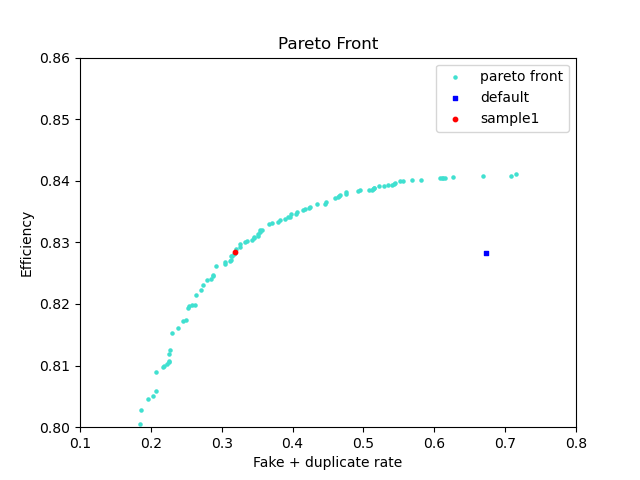 Pareto Front
0.86
0.85
0.84
0.83
0.82
0.81
0.80
Efficiency
pareto front
default
sample1
0.1 0.2 0.3 0.4 0.5 0.6 0.7 0.8
Fake + duplicate rate